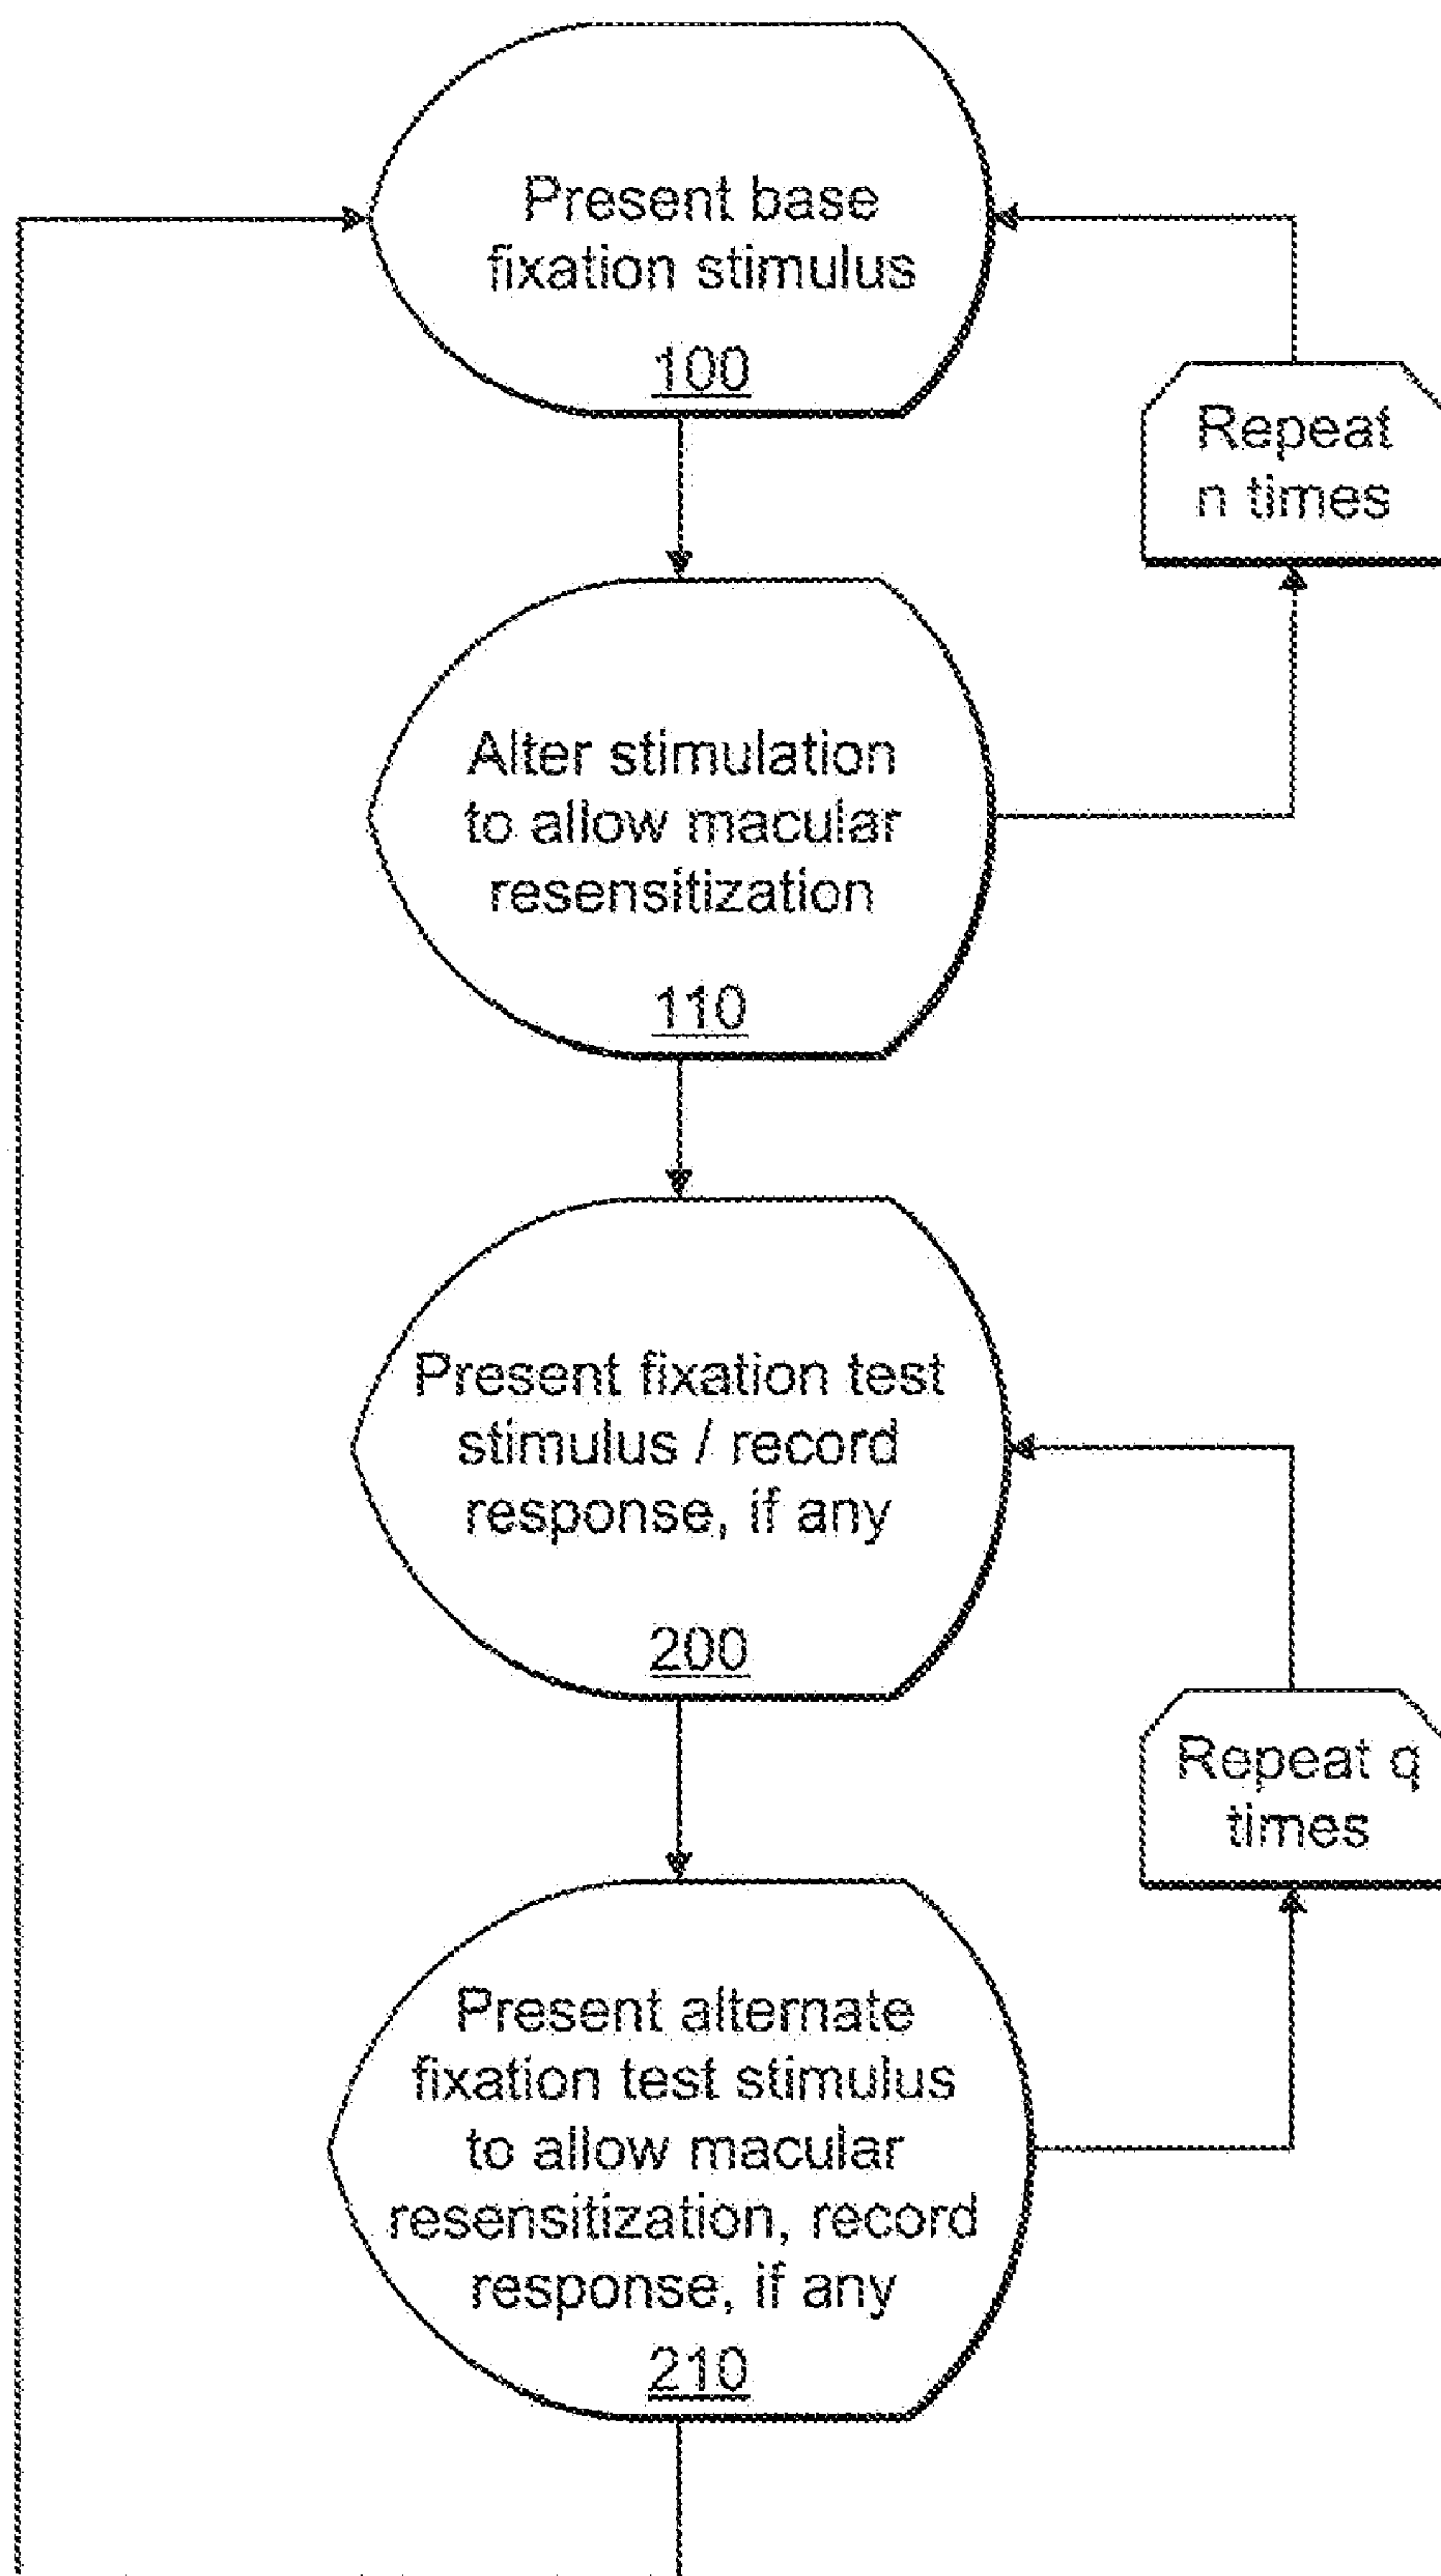 Present base
fixation stimulus
100
Repeat
n times
Alter stimulation
to allow macular
resensitization
110
Present fixation test
stimulus / record
response, if any
200
Repeat q
times
Present alternate
fixation test stimulus
to allow macular
resensitization, record
response, if any
210